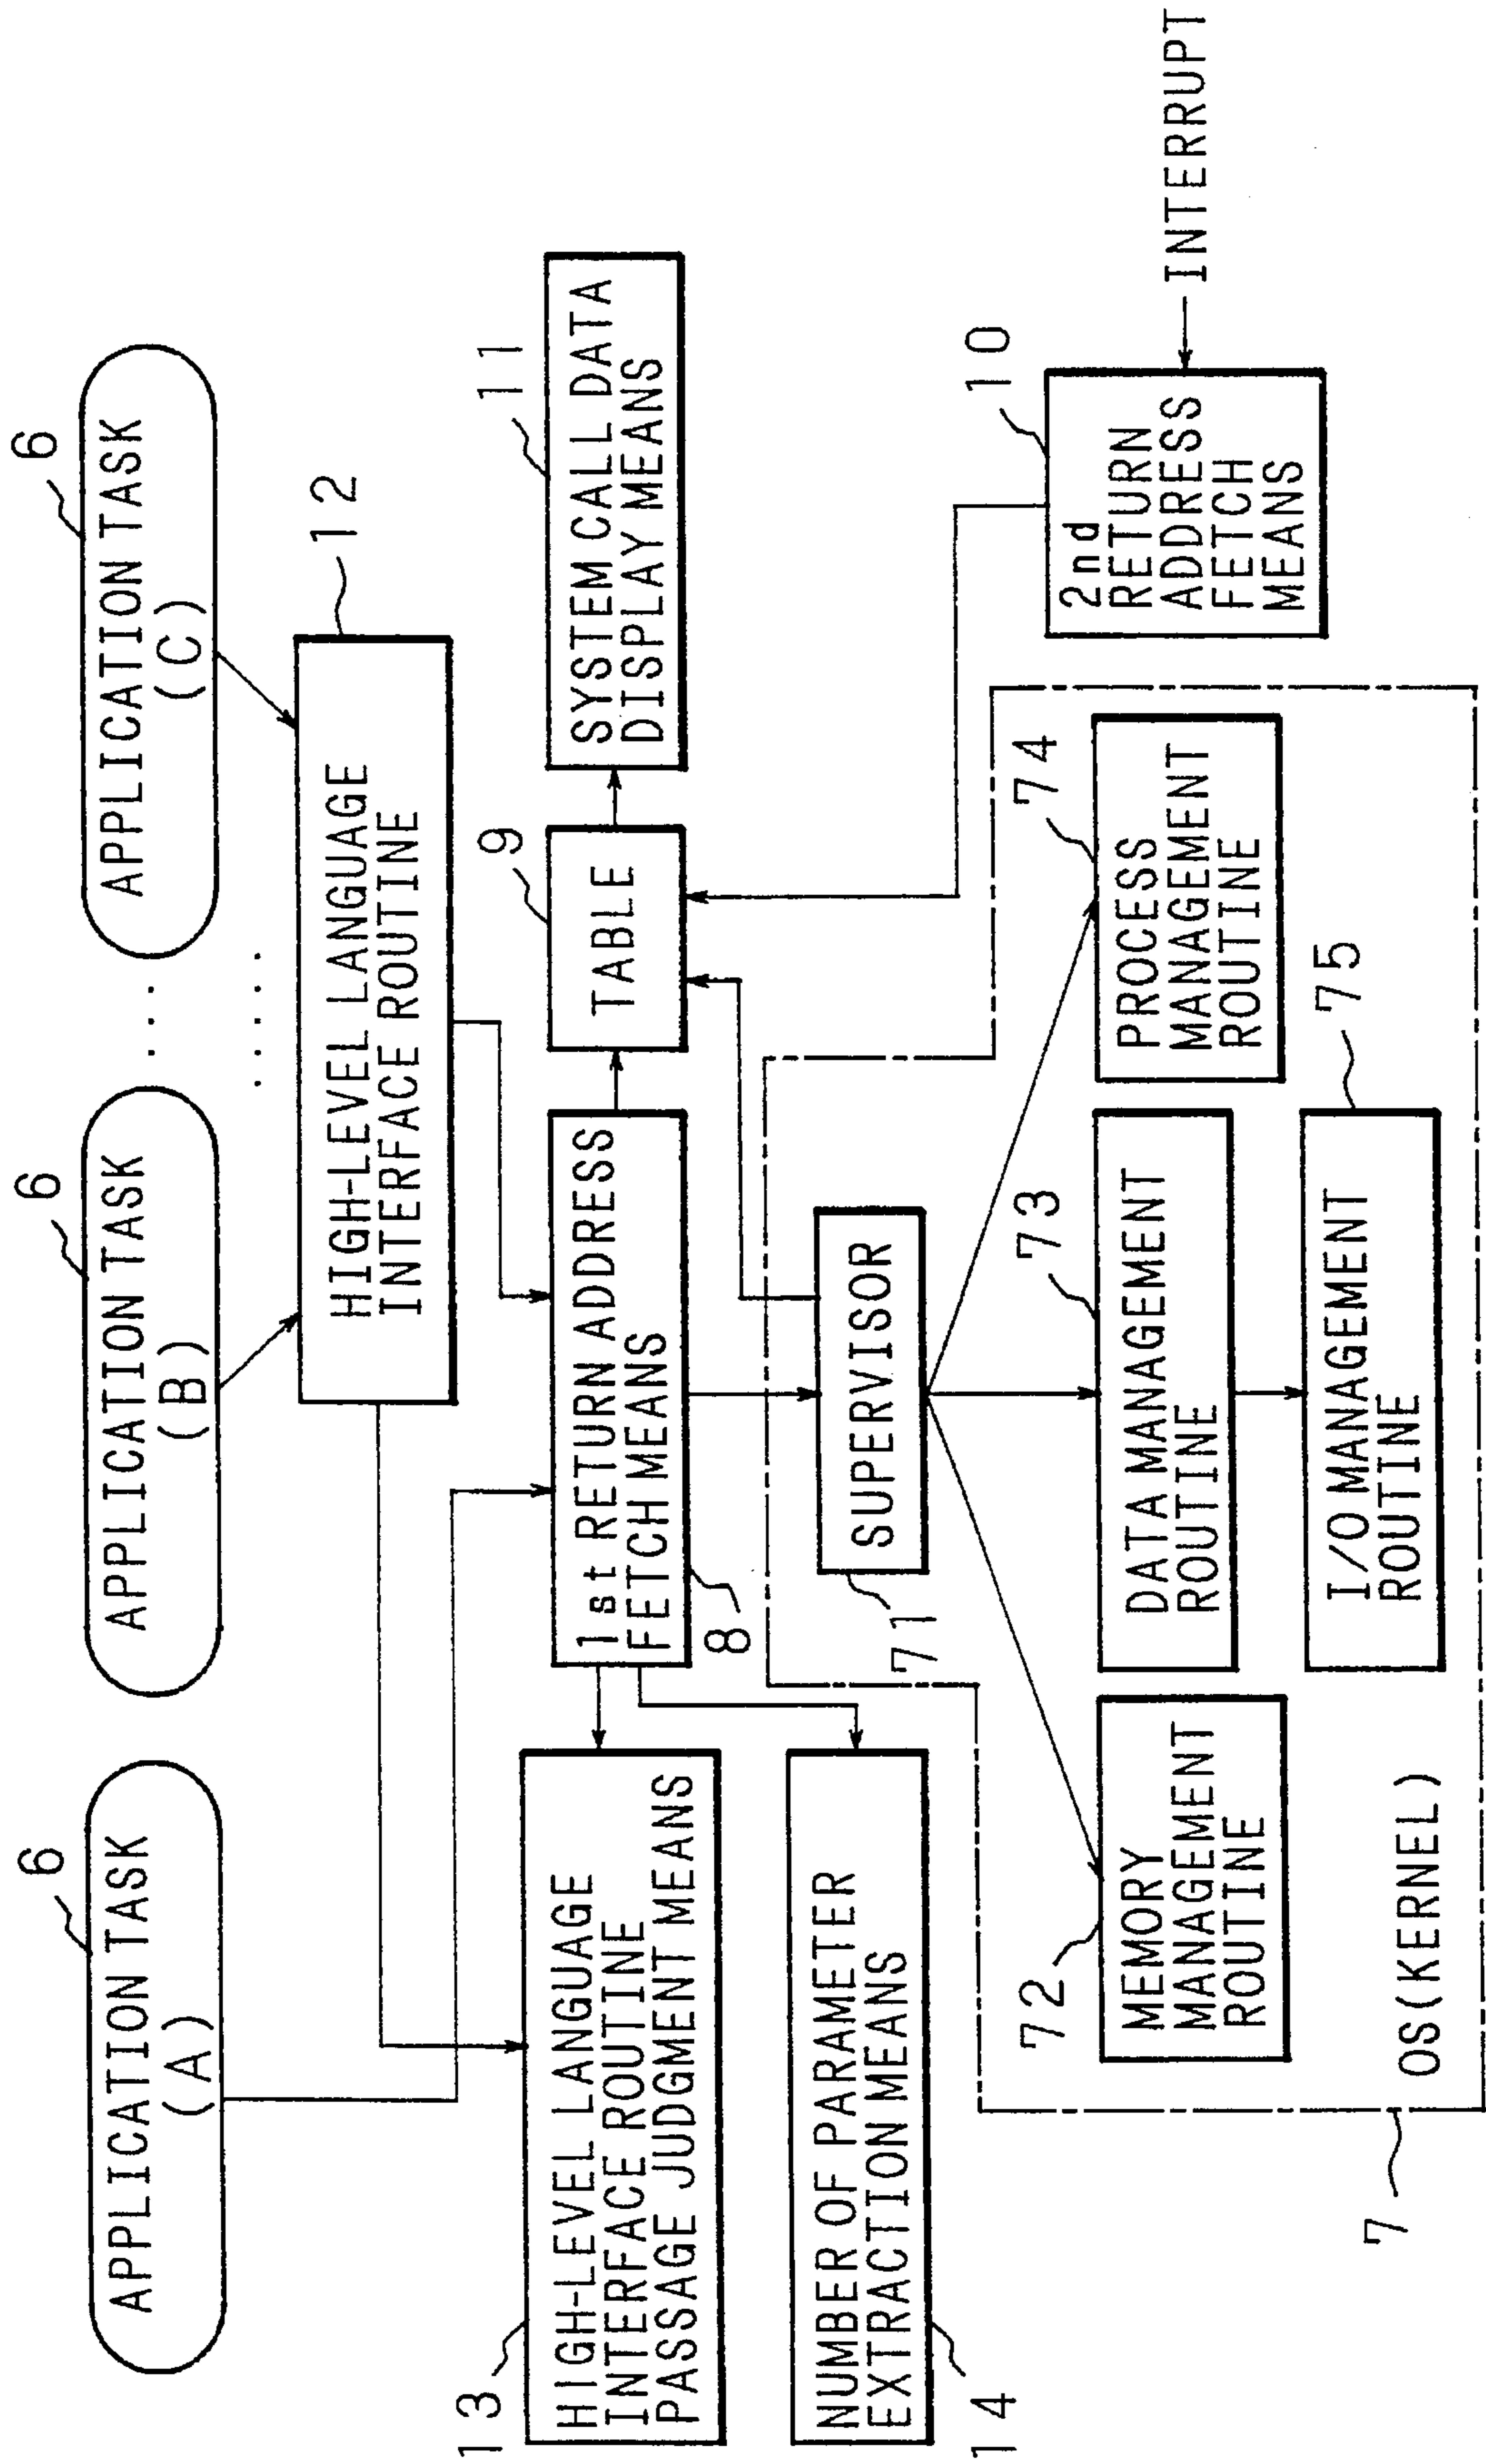 6
APPLICATION TASK
(A)
6
APPLICATION TASK
(B)
...
6
APPLICATION TASK
(C)
.....
12
HIGH-LEVEL LANGUAGE
INTERFACE ROUTINE
13
HIGH-LEVEL LANGUAGE
INTERFACE ROUTINE
PASSAGE JUDGMENT MEANS
1st RETURN ADDRESS
FETCH MEANS
8
9
TABLE
11
SYSTEM CALL DATA
DISPLAY MEANS
14
NUMBER OF PARAMETER
EXTRACTION MEANS
71
SUPERVISOR
10
2nd
RETURN
ADDRESS
FETCH
MEANS
INTERRUPT
72
MEMORY
MANAGEMENT
ROUTINE
73
DATA MANAGEMENT
ROUTINE
74
PROCESS
MANAGEMENT
ROUTINE
75
I/O MANAGEMENT
ROUTINE
OS(KERNEL)
7